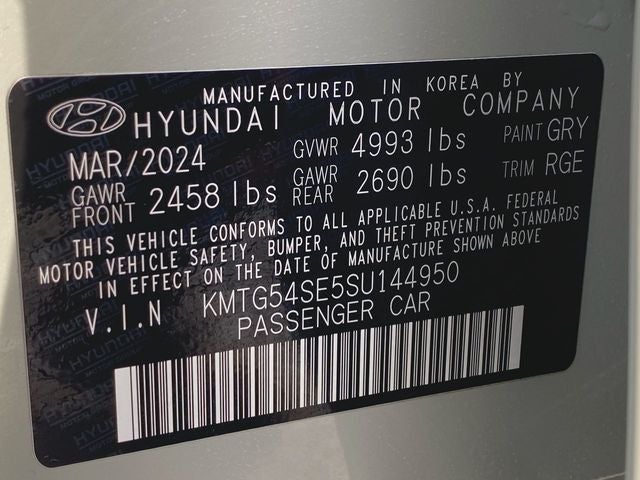 MANUFACTURED IN KOREA BY
HYUNDAI MOTOR COMPANY
MAR/2024 GVWR 4993 lbs PAINT GRY
GAWR FRONT 2458 lbs GAWR REAR 2690 lbs TRIM RGE
THIS VEHICLE CONFORMS TO ALL APPLICABLE U.S.A. FEDERAL
MOTOR VEHICLE SAFETY, BUMPER, AND THEFT PREVENTION STANDARDS
IN EFFECT ON THE DATE OF MANUFACTURE SHOWN ABOVE
V.I.N KMTG54SE5SU144950
PASSENGER CAR